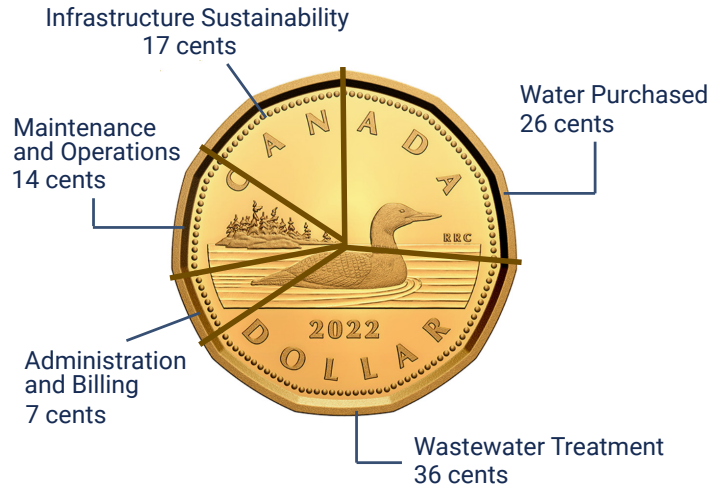 Infrastructure Sustainability
17 cents
Water Purchased
26 cents
Maintenance
and Operations
14 cents
CANADA
RRC
2022
DOLLAR
Administration
and Billing
7 cents
Wastewater Treatment
36 cents